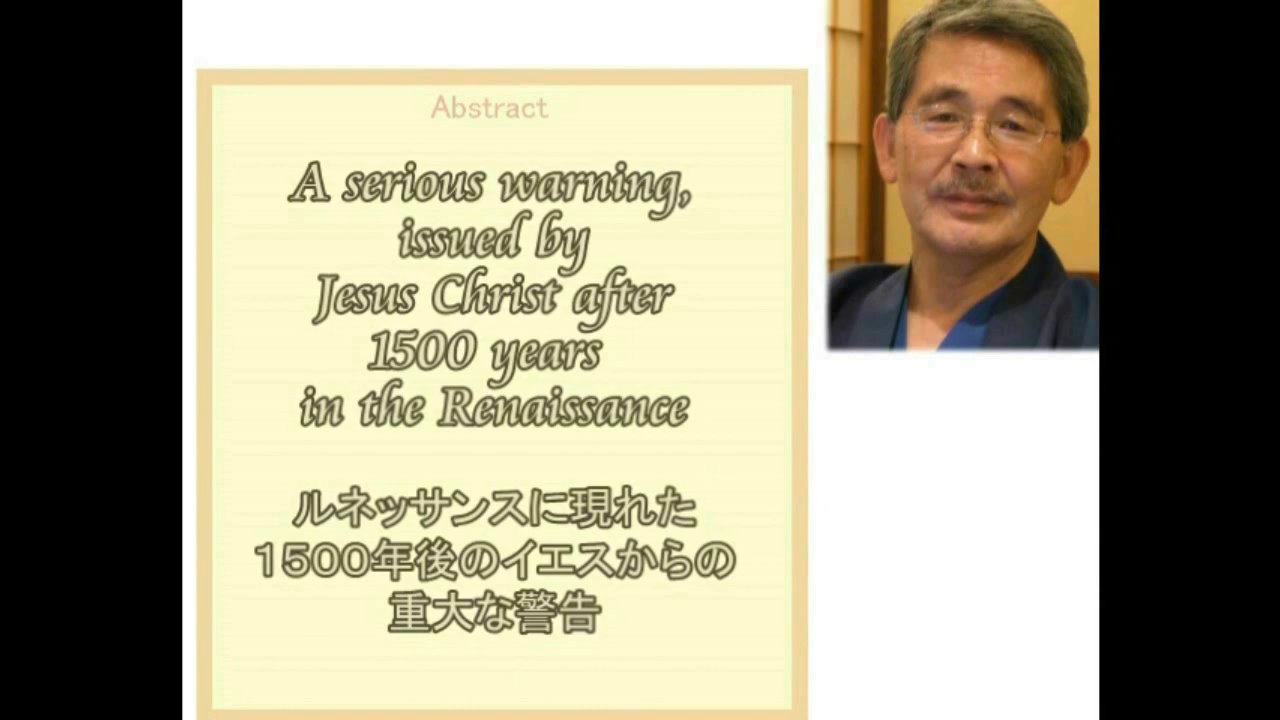 Abstract
A serious warning,
issued by
Jesus Christ after
1500 years
in the Renaissance
ルネッサンスに現れた
１５００年後のイエスからの
重大な警告